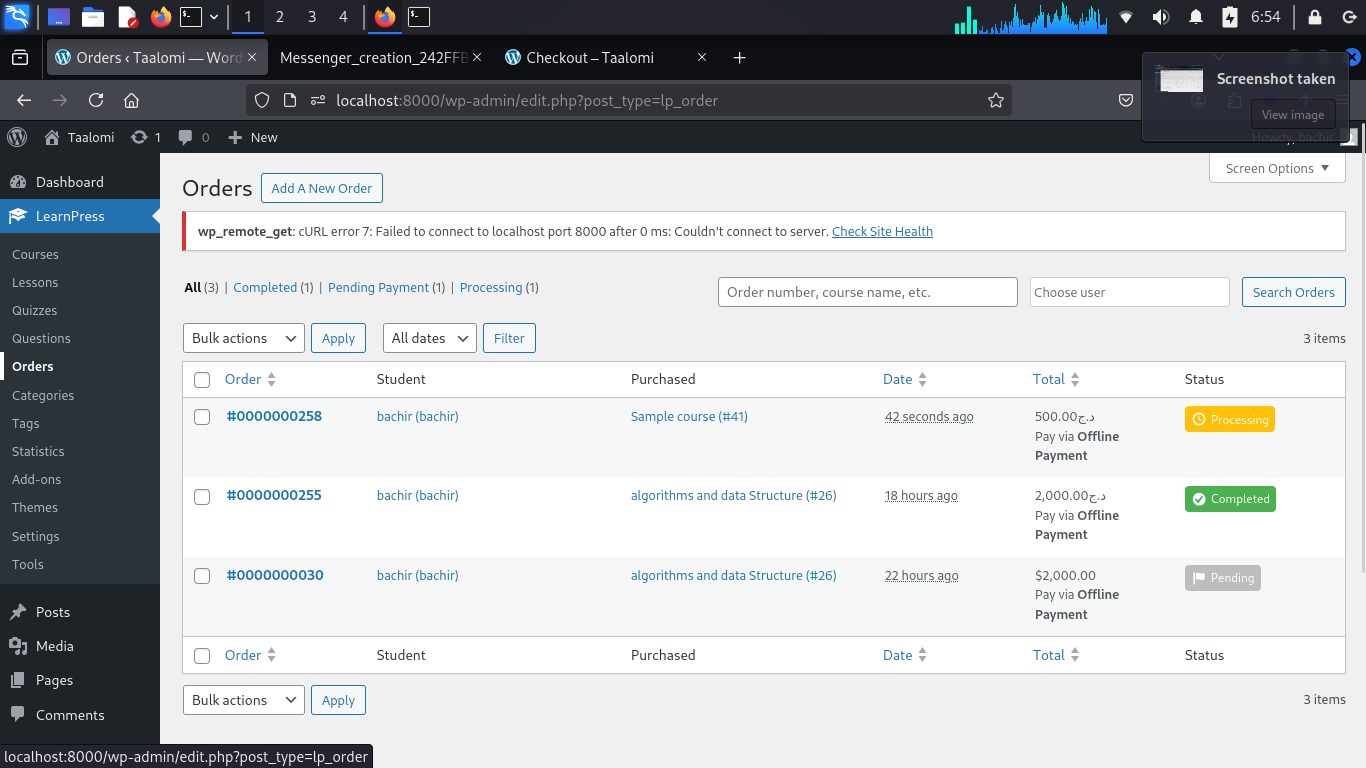 1 2 3 4 6:54
Orders ‹ Taalomi — Word
Messenger_creation_242FFB
Checkout – Taalomi
localhost:8000/wp-admin/edit.php?post_type=lp_order
Screenshot taken
View image
Taalomi 1 0 New
Howdy, bachir
Dashboard
LearnPress
Courses
Lessons
Quizzes
Questions
Orders
Categories
Tags
Statistics
Add-ons
Themes
Settings
Tools
Posts
Media
Pages
Comments
Screen Options
Orders Add A New Order
wp_remote_get: cURL error 7: Failed to connect to localhost port 8000 after 0 ms: Couldn't connect to server. Check Site Health
All (3) | Completed (1) | Pending Payment (1) | Processing (1)
Order number, course name, etc. Choose user Search Orders
Bulk actions Apply All dates Filter 3 items
Order Student Purchased Date Total Status
#0000000258 bachir (bachir) Sample course (#41) 42 seconds ago 500.00د.ج Processing
Pay via Offline
Payment
#0000000255 bachir (bachir) algorithms and data Structure (#26) 18 hours ago 2,000.00د.ج Completed
Pay via Offline
Payment
#0000000030 bachir (bachir) algorithms and data Structure (#26) 22 hours ago $2,000.00 Pending
Pay via Offline
Payment
Order Student Purchased Date Total Status
Bulk actions Apply 3 items
localhost:8000/wp-admin/edit.php?post_type=lp_order